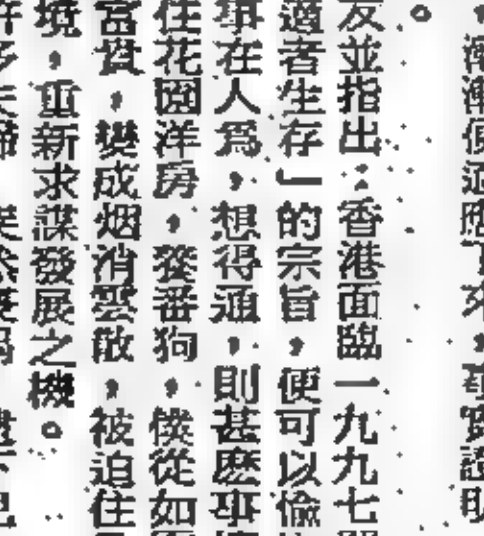 漸漸便適應下來，事實證明
。
友並指出：香港面臨一九九七
適者生存」的宗旨，便可以愉
事在人爲，想得通，則甚麽事
住花園洋房，養番狗，僕從如
富貴，變成烟消雲散，被迫住
境，重新求謀發展之機。